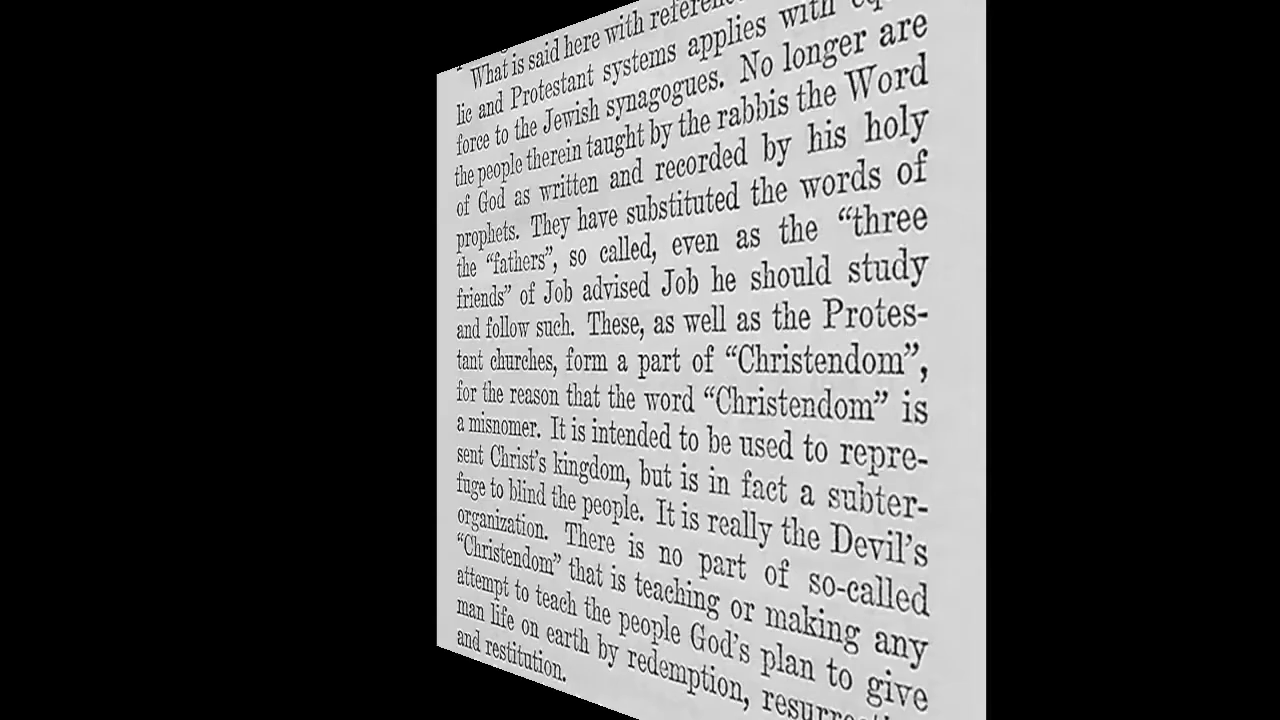 What is said here with
lic and Protestant systems applies with
force to the Jewish synagogues. No longer are
the people therein taught by the rabbis the Word
of God as written and recorded by his holy
prophets. They have substituted the words of
the “fathers”, so called, even as the “three
friends” of Job advised Job he should study
and follow such. These, as well as the Protes-
tant churches, form a part of “Christendom”,
for the reason that the word “Christendom” is
a misnomer. It is intended to be used to repre-
sent Christ’s kingdom, but is in fact a subter-
fuge to blind the people. It is really the Devil’s
organization. There is no part of so-called
“Christendom” that is teaching or making any
attempt to teach the people God’s plan to give
man life on earth by redemption,
and restitution.